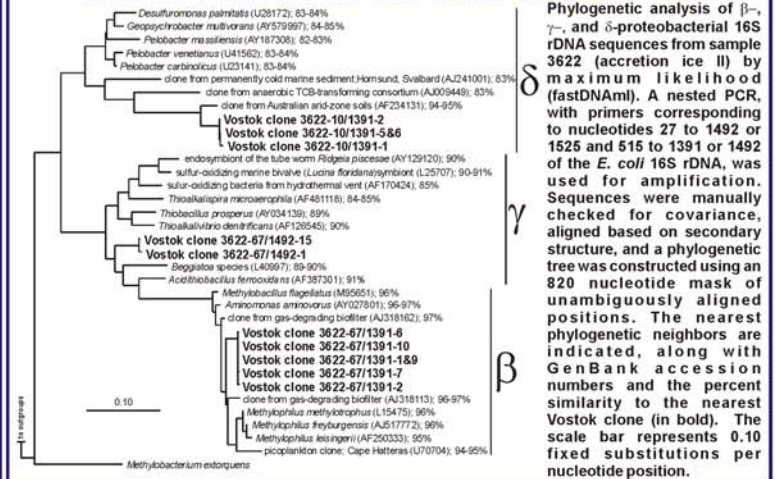 Desulfuromonas palmitatis (U28172); 83-84%
Geopsychrobacter multivorans (AY579997); 84-85%
Pelobacter massiliensis (AY187308); 82-83%
Pelobacter venetianus (U41562); 83-84%
Pelobacter carbinolicus (U23141); 83-84%
clone from permanently cold marine sediment;Hornsund, Svalbard (AJ241001); 83%
clone from anaerobic TCB-transforming consortium (AJ009449); 83%
clone from Australian arid-zone soils (AF234131); 94-95%
Vostok clone 3622-10/1391-2
Vostok clone 3622-10/1391-5&6
Vostok clone 3622-10/1391-1
δ
endosymbiont of the tube worm Ridgeia piscesae (AY129120); 90%
sulfur-oxidizing marine bivalve (Lucina floridana)symbiont (L25707); 90-91%
sulur-oxidizing bacteria from hydrothermal vent (AF170424); 85%
Thioalkalispira microaerophila (AF481118); 84-85%
Thiobacillus prosperus (AY034139); 89%
Thioalkalivibrio denitrificans (AF126545); 90%
Vostok clone 3622-67/1492-15
Vostok clone 3622-67/1492-1
Beggiatoa species (L40997); 89-90%
Acidithiobacillus ferrooxidans (AF387301); 91%
γ
Methylobacillus flagellatus (M95651); 96%
Aminomonas aminovorus (AY027801); 96-97%
clone from gas-degrading biofilter (AJ318162); 97%
Vostok clone 3622-67/1391-6
Vostok clone 3622-67/1391-10
Vostok clone 3622-67/1391-1&9
Vostok clone 3622-67/1391-7
Vostok clone 3622-67/1391-2
clone from gas-degrading biofilter (AJ318113); 96-97%
Methylophilus methylotrophus (L15475); 96%
Methylophilus freyburgensis (AJ517772); 96%
Methylophilus leisingerii (AF250333); 95%
picoplankton clone; Cape Hatteras (U70704); 94-95%
β
0.10
to outgroups
Methylobacterium extorquens
Phylogenetic analysis of β–,
γ–, and δ-proteobacterial 16S
rDNA sequences from sample
3622 (accretion ice II) by
maximum likelihood
(fastDNAml). A nested PCR,
with primers corresponding
to nucleotides 27 to 1492 or
1525 and 515 to 1391 or 1492
of the E. coli 16S rDNA, was
used for amplification.
Sequences were manually
checked for covariance,
aligned based on secondary
structure, and a phylogenetic
tree was constructed using an
820 nucleotide mask of
unambiguously aligned
positions. The nearest
phylogenetic neighbors are
indicated, along with
GenBank accession
numbers and the percent
similarity to the nearest
Vostok clone (in bold). The
scale bar represents 0.10
fixed substitutions per
nucleotide position.